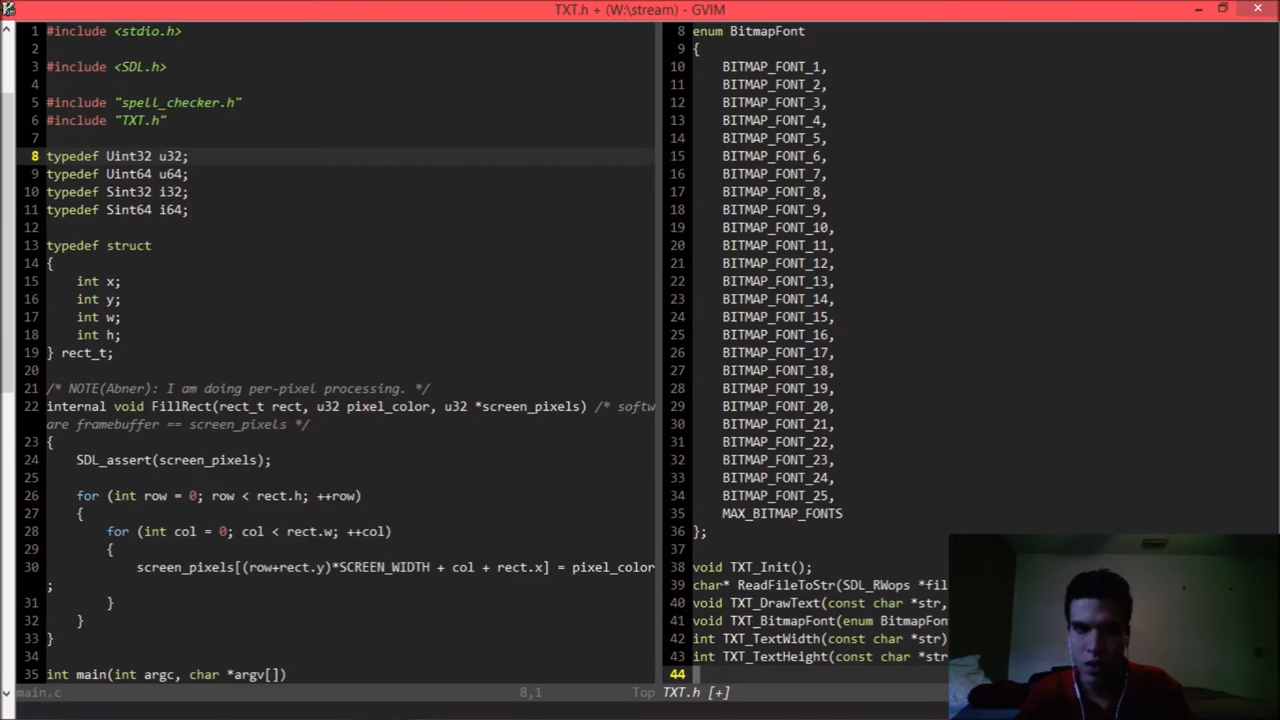 TXT.h + (W:\stream) - GVIM
1 #include <stdio.h>
2
3 #include <SDL.h>
4
5 #include "spell_checker.h"
6 #include "TXT.h"
7
8 typedef Uint32 u32;
9 typedef Uint64 u64;
10 typedef Sint32 i32;
11 typedef Sint64 i64;
12
13 typedef struct
14 {
15     int x;
16     int y;
17     int w;
18     int h;
19 } rect_t;
20
21 /* NOTE(Abner): I am doing per-pixel processing. */
22 internal void FillRect(rect_t rect, u32 pixel_color, u32 *screen_pixels) /* softw
are framebuffer == screen_pixels */
23 {
24     SDL_assert(screen_pixels);
25
26     for (int row = 0; row < rect.h; ++row)
27     {
28         for (int col = 0; col < rect.w; ++col)
29         {
30             screen_pixels[(row+rect.y)*SCREEN_WIDTH + col + rect.x] = pixel_color
;
31         }
32     }
33 }
34
35 int main(int argc, char *argv[])
main.c 8,1 Top
8 enum BitmapFont
9 {
10     BITMAP_FONT_1,
11     BITMAP_FONT_2,
12     BITMAP_FONT_3,
13     BITMAP_FONT_4,
14     BITMAP_FONT_5,
15     BITMAP_FONT_6,
16     BITMAP_FONT_7,
17     BITMAP_FONT_8,
18     BITMAP_FONT_9,
19     BITMAP_FONT_10,
20     BITMAP_FONT_11,
21     BITMAP_FONT_12,
22     BITMAP_FONT_13,
23     BITMAP_FONT_14,
24     BITMAP_FONT_15,
25     BITMAP_FONT_16,
26     BITMAP_FONT_17,
27     BITMAP_FONT_18,
28     BITMAP_FONT_19,
29     BITMAP_FONT_20,
30     BITMAP_FONT_21,
31     BITMAP_FONT_22,
32     BITMAP_FONT_23,
33     BITMAP_FONT_24,
34     BITMAP_FONT_25,
35     MAX_BITMAP_FONTS
36 };
37
38 void TXT_Init();
39 char* ReadFileToStr(SDL_RWops *fil
40 void TXT_DrawText(const char *str,
41 void TXT_BitmapFont(enum BitmapFon
42 int TXT_TextWidth(const char *str)
43 int TXT_TextHeight(const char *str
44
TXT.h [+]